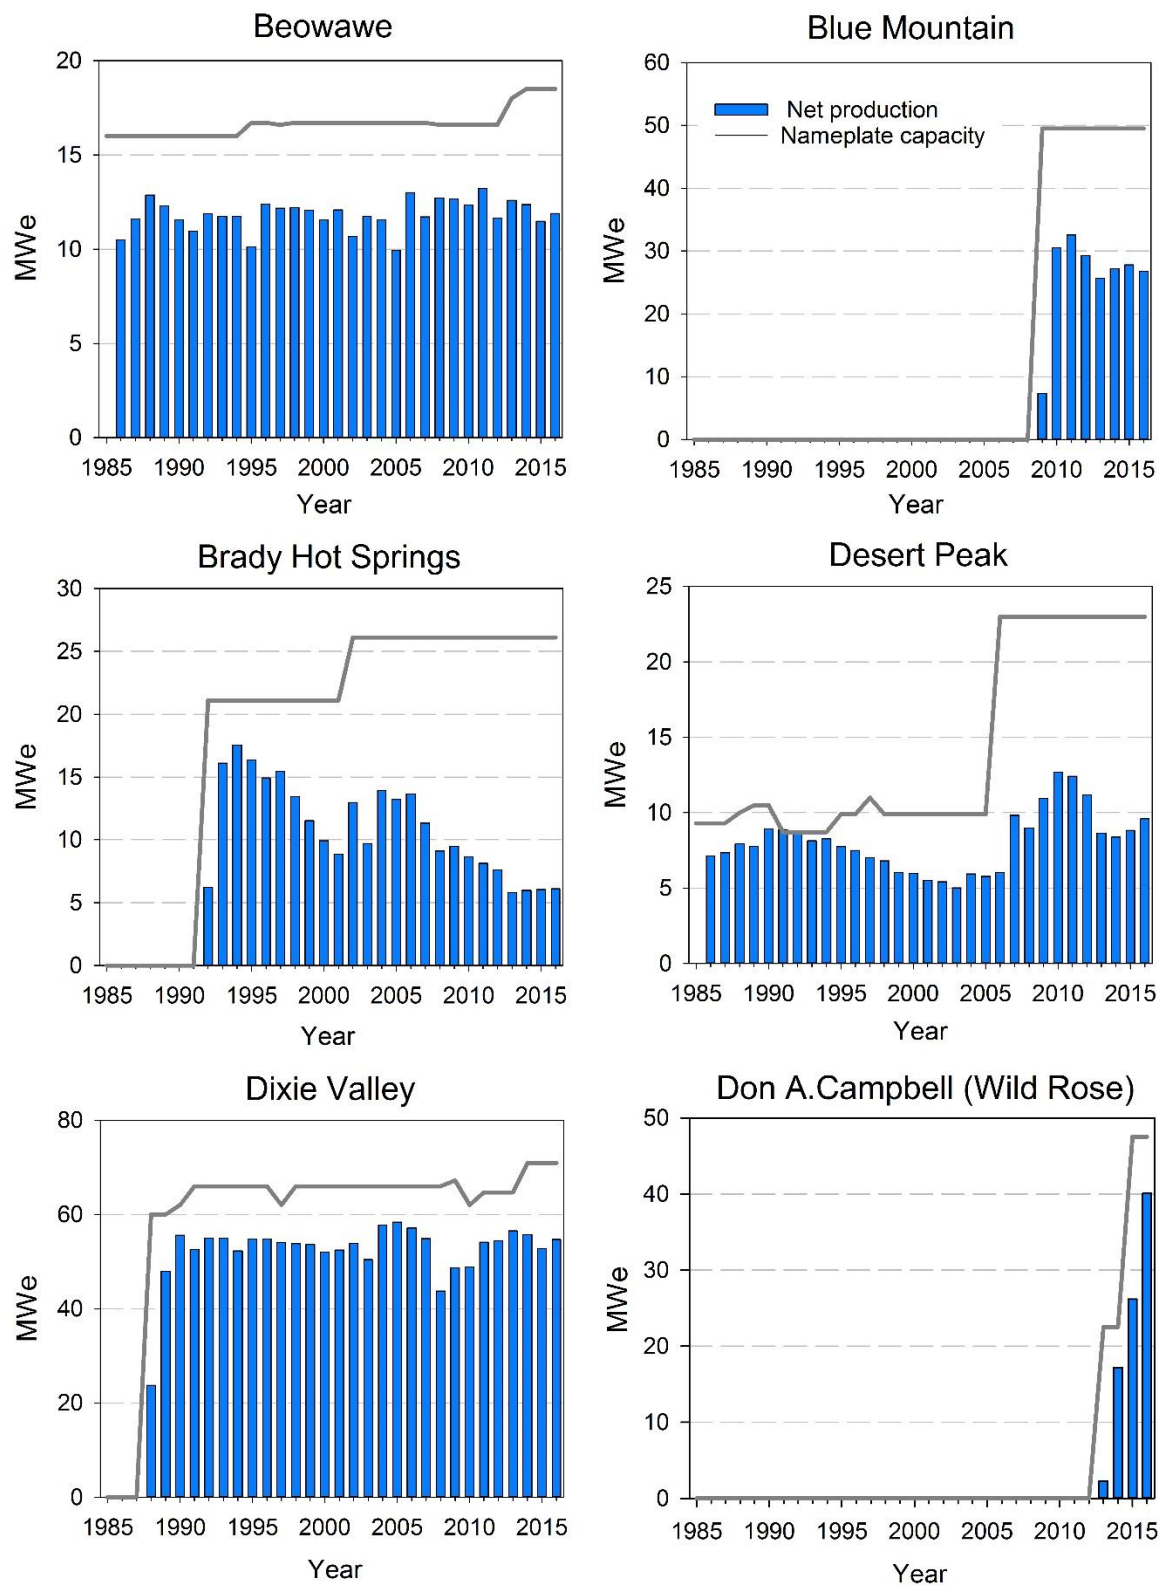 Beowawe
20
15
10
5
0
MWe
1985 1990 1995 2000 2005 2010 2015
Year
Blue Mountain
60
50
40
30
20
10
0
MWe
Net production
Nameplate capacity
1985 1990 1995 2000 2005 2010 2015
Year
Brady Hot Springs
30
25
20
15
10
5
0
MWe
1985 1990 1995 2000 2005 2010 2015
Year
Desert Peak
25
20
15
10
5
0
MWe
1985 1990 1995 2000 2005 2010 2015
Year
Dixie Valley
80
60
40
20
0
MWe
1985 1990 1995 2000 2005 2010 2015
Year
Don A.Campbell (Wild Rose)
50
40
30
20
10
0
MWe
1985 1990 1995 2000 2005 2010 2015
Year